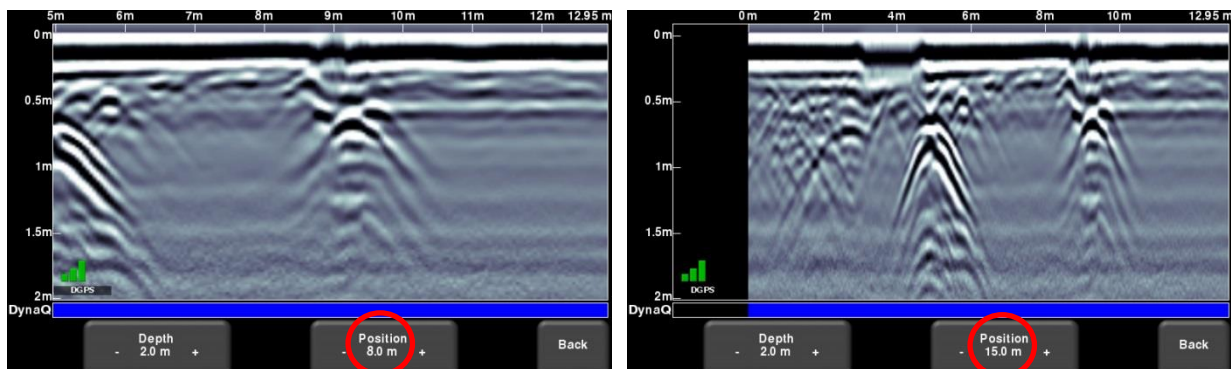 5m 6m 7m 8m 9m 10m 11m 12m 12.95 m
0m
0.5m
1m
1.5m
DGPS
2m
DynaQ
Depth
- 2.0 m +
Position
- 8.0 m +
Back
0m 2m 4m 6m 8m 10m 12.95 m
0m
0.5m
1m
1.5m
DGPS
2m
DynaQ
Depth
- 2.0 m +
Position
- 15.0 m +
Back